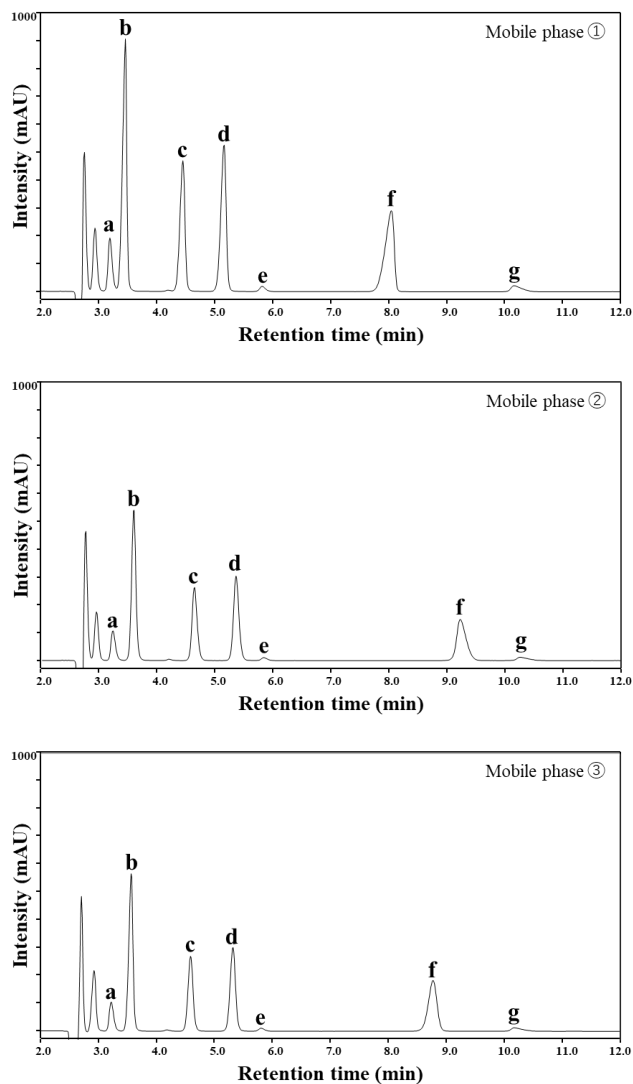 1000
Mobile phase ①
b
d
c
f
a
e
g
Intensity (mAU)
2.0 3.0 4.0 5.0 6.0 7.0 8.0 9.0 10.0 11.0 12.0
Retention time (min)
1000
Mobile phase ②
b
d
c
f
a
e
g
Intensity (mAU)
2.0 3.0 4.0 5.0 6.0 7.0 8.0 9.0 10.0 11.0 12.0
Retention time (min)
1000
Mobile phase ③
b
d
c
f
a
e
g
Intensity (mAU)
2.0 3.0 4.0 5.0 6.0 7.0 8.0 9.0 10.0 11.0 12.0
Retention time (min)